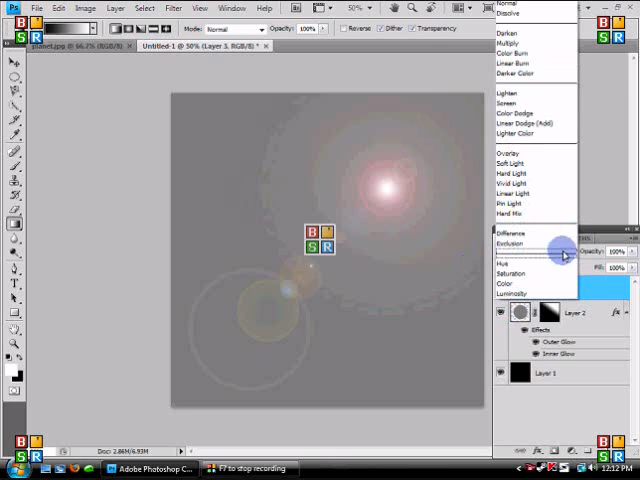 Ps File Edit Image Layer Select Filter View Window Help 50%
Mode: Normal Opacity: 100% Reverse Dither Transparency
planet.jpg @ 66.7% (RGB/8) × Untitled-1 @ 50% (Layer 3, RGB/8) * ×
Normal
Dissolve
Darken
Multiply
Color Burn
Linear Burn
Darker Color
Lighten
Screen
Color Dodge
Linear Dodge (Add)
Lighter Color
Overlay
Soft Light
Hard Light
Vivid Light
Linear Light
Pin Light
Hard Mix
Difference
Exclusion
Hue
Saturation
Color
Luminosity
Opacity: 100%
Fill: 100%
Layer 2 fx
Effects
Outer Glow
Inner Glow
Layer 1
B
S R
50% Doc: 2.86M/6.93M
Adobe Photoshop C... F7 to stop recording 12:12 PM